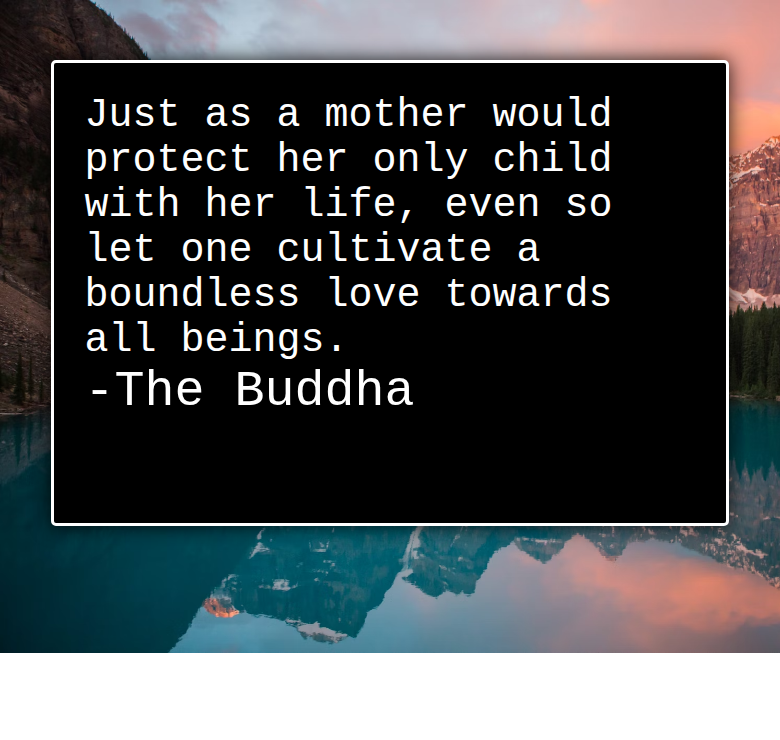 Just as a mother would
protect her only child
with her life, even so
let one cultivate a
boundless love towards
all beings.
-The Buddha